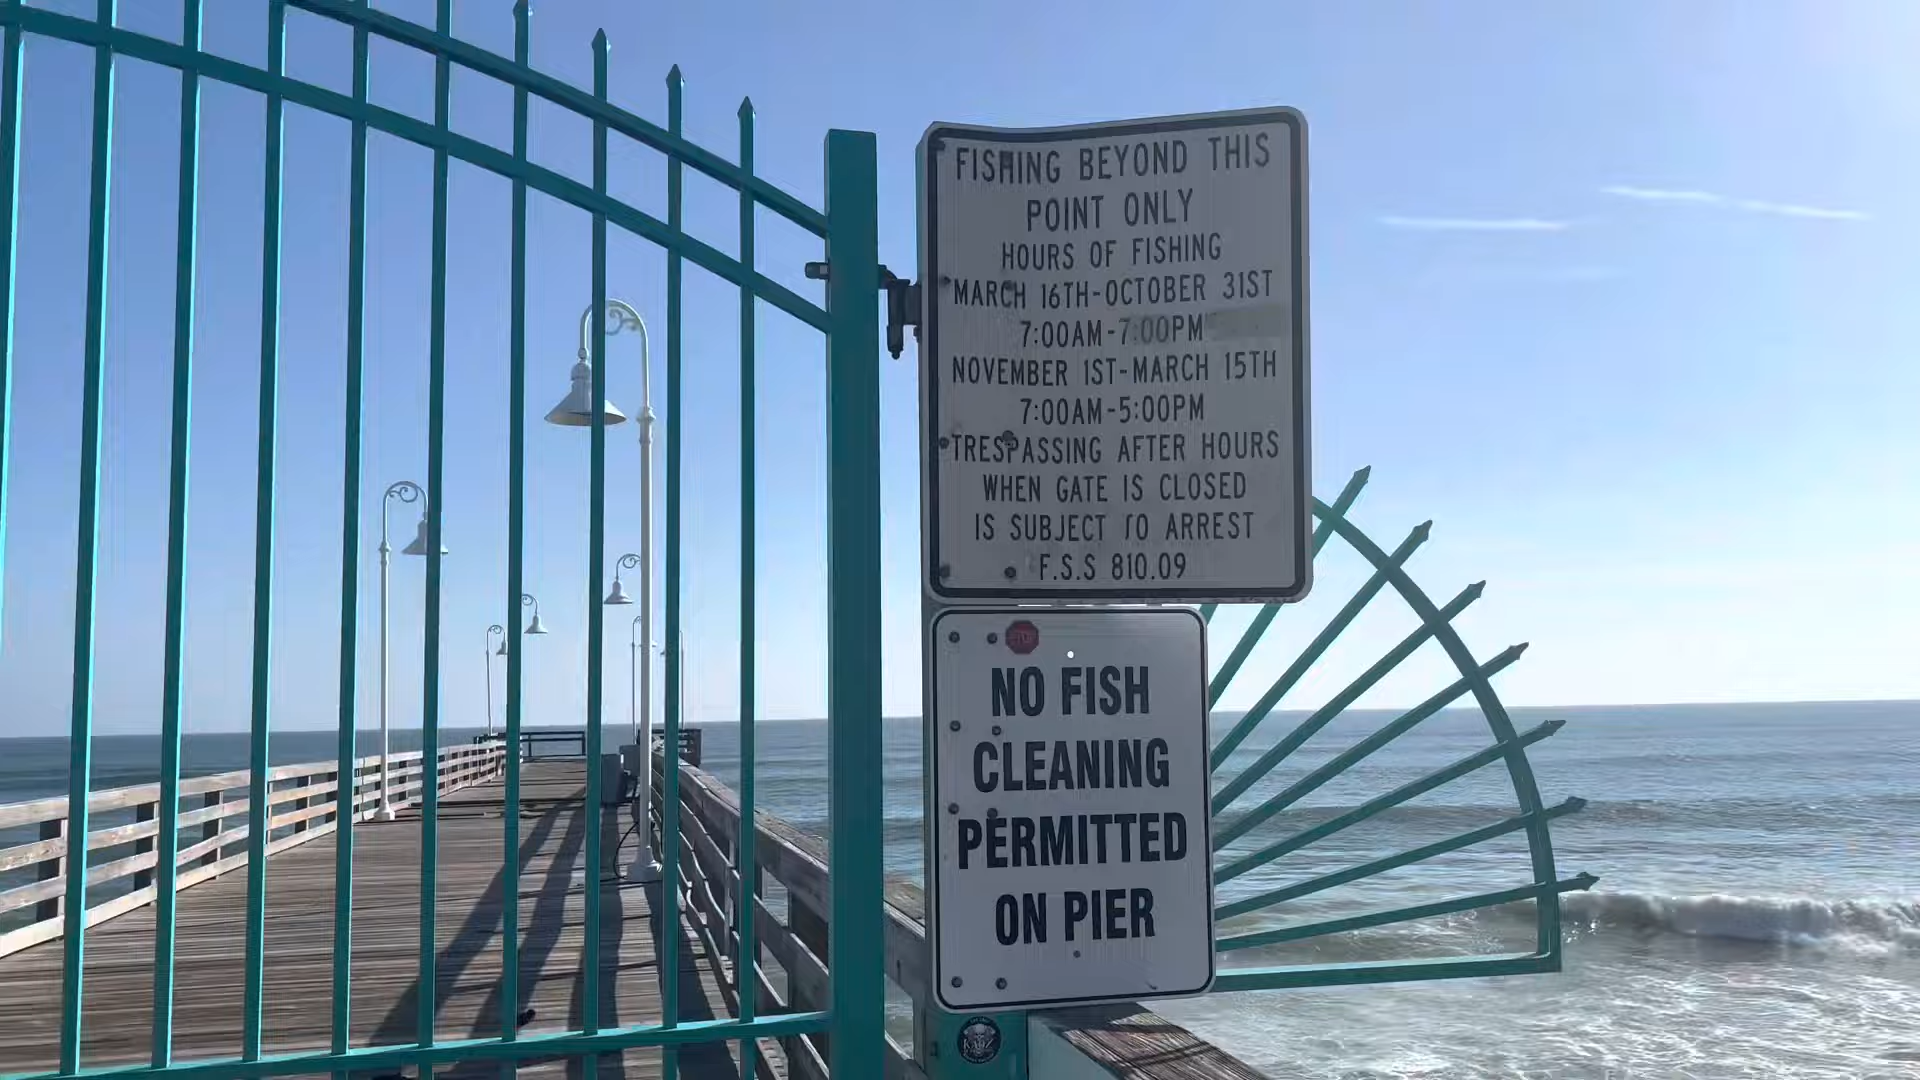 FISHING BEYOND THIS
POINT ONLY
HOURS OF FISHING
MARCH 16TH-OCTOBER 31ST
7:00AM-7:00PM
NOVEMBER 1ST-MARCH 15TH
7:00AM-5:00PM
TRESPASSING AFTER HOURS
WHEN GATE IS CLOSED
IS SUBJECT TO ARREST
F.S.S 810.09
STOP
NO FISH
CLEANING
PERMITTED
ON PIER